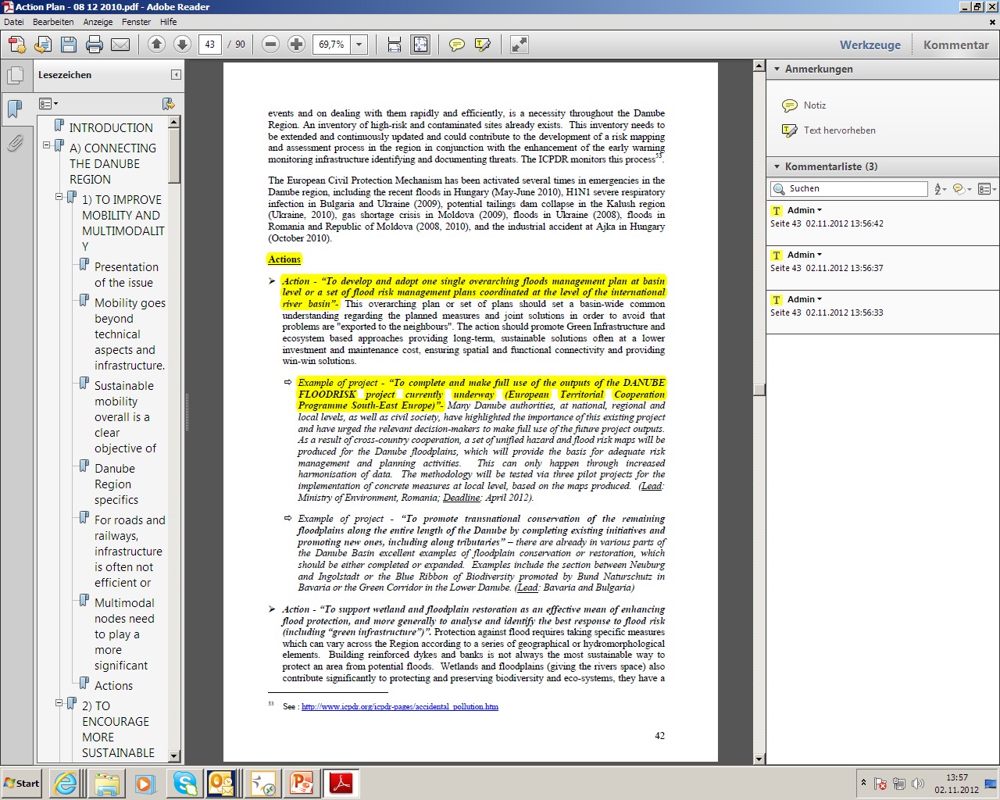 Action Plan - 08 12 2010.pdf - Adobe Reader
Datei Bearbeiten Anzeige Fenster Hilfe
43 / 90 69,7% Werkzeuge Kommentar
Lesezeichen
INTRODUCTION
A) CONNECTING
THE DANUBE
REGION
1) TO IMPROVE
MOBILITY AND
MULTIMODALIT
Y
Presentation
of the issue
Mobility goes
beyond
technical
aspects and
infrastructure.
Sustainable
mobility
overall is a
clear
objective of
Danube
Region
specifics
For roads and
railways,
infrastructure
is often not
efficient or
Multimodal
nodes need
to play a
more
significant
Actions
2) TO
ENCOURAGE
MORE
SUSTAINABLE
events and on dealing with them rapidly and efficiently, is a necessity throughout the Danube
Region. An inventory of high-risk and contaminated sites already exists. This inventory needs to
be extended and continuously updated and could contribute to the development of a risk mapping
and assessment process in the region in conjunction with the enhancement of the early warning
monitoring infrastructure identifying and documenting threats. The ICPDR monitors this process53.
The European Civil Protection Mechanism has been activated several times in emergencies in the
Danube region, including the recent floods in Hungary (May-June 2010), H1N1 severe respiratory
infection in Bulgaria and Ukraine (2009), potential tailings dam collapse in the Kalush region
(Ukraine, 2010), gas shortage crisis in Moldova (2009), floods in Ukraine (2008), floods in
Romania and Republic of Moldova (2008, 2010), and the industrial accident at Ajka in Hungary
(October 2010).
Actions
➢ Action - “To develop and adopt one single overarching floods management plan at basin
level or a set of flood risk management plans coordinated at the level of the international
river basin”- This overarching plan or set of plans should set a basin-wide common
understanding regarding the planned measures and joint solutions in order to avoid that
problems are "exported to the neighbours". The action should promote Green Infrastructure and
ecosystem based approaches providing long-term, sustainable solutions often at a lower
investment and maintenance cost, ensuring spatial and functional connectivity and providing
win-win solutions.
⇨ Example of project - “To complete and make full use of the outputs of the DANUBE
FLOODRISK project currently underway (European Territorial Cooperation
Programme South-East Europe)”- Many Danube authorities, at national, regional and
local levels, as well as civil society, have highlighted the importance of this existing project
and have urged the relevant decision-makers to make full use of the future project outputs.
As a result of cross-country cooperation, a set of unified hazard and flood risk maps will be
produced for the Danube floodplains, which will provide the basis for adequate risk
management and planning activities. This can only happen through increased
harmonisation of data. The methodology will be tested via three pilot projects for the
implementation of concrete measures at local level, based on the maps produced. (Lead:
Ministry of Environment, Romania; Deadline: April 2012).
⇨ Example of project - “To promote transnational conservation of the remaining
floodplains along the entire length of the Danube by completing existing initiatives and
promoting new ones, including along tributaries” – there are already in various parts of
the Danube Basin excellent examples of floodplain conservation or restoration, which
should be either completed or expanded. Examples include the section between Neuburg
and Ingolstadt or the Blue Ribbon of Biodiversity promoted by Bund Naturschutz in
Bavaria or the Green Corridor in the Lower Danube. (Lead: Bavaria and Bulgaria)
➢ Action - “To support wetland and floodplain restoration as an effective mean of enhancing
flood protection, and more generally to analyse and identify the best response to flood risk
(including “green infrastructure”)”. Protection against flood requires taking specific measures
which can vary across the Region according to a series of geographical or hydromorphological
elements. Building reinforced dykes and banks is not always the most sustainable way to
protect an area from potential floods. Wetlands and floodplains (giving the rivers space) also
contribute significantly to protecting and preserving biodiversity and eco-systems, they have a
53 See : http://www.icpdr.org/icpdr-pages/accidental_pollution.htm
42
Anmerkungen
Notiz
Text hervorheben
Kommentarliste (3)
Suchen
T Admin
Seite 43 02.11.2012 13:56:42
T Admin
Seite 43 02.11.2012 13:56:37
T Admin
Seite 43 02.11.2012 13:56:33
Start
13:57
02.11.2012